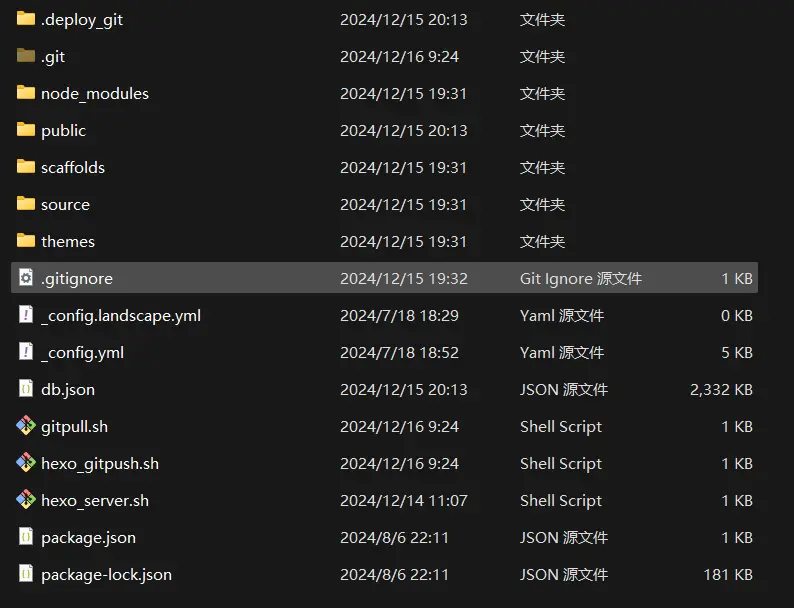 .deploy_git 2024/12/15 20:13 文件夹
.git 2024/12/16 9:24 文件夹
node_modules 2024/12/15 19:31 文件夹
public 2024/12/15 20:13 文件夹
scaffolds 2024/12/15 19:31 文件夹
source 2024/12/15 19:31 文件夹
themes 2024/12/15 19:31 文件夹
.gitignore 2024/12/15 19:32 Git Ignore 源文件 1 KB
_config.landscape.yml 2024/7/18 18:29 Yaml 源文件 0 KB
_config.yml 2024/7/18 18:52 Yaml 源文件 5 KB
db.json 2024/12/15 20:13 JSON 源文件 2,332 KB
gitpull.sh 2024/12/16 9:24 Shell Script 1 KB
hexo_gitpush.sh 2024/12/16 9:24 Shell Script 1 KB
hexo_server.sh 2024/12/14 11:07 Shell Script 1 KB
package.json 2024/8/6 22:11 JSON 源文件 1 KB
package-lock.json 2024/8/6 22:11 JSON 源文件 181 KB